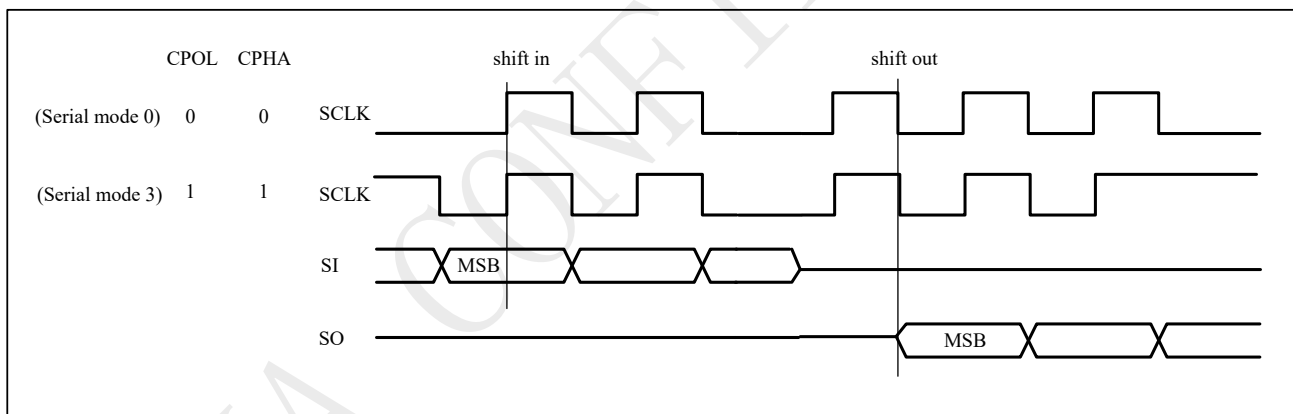 CPOL CPHA shift in shift out
(Serial mode 0) 0 0 SCLK
(Serial mode 3) 1 1 SCLK
SI MSB
SO MSB